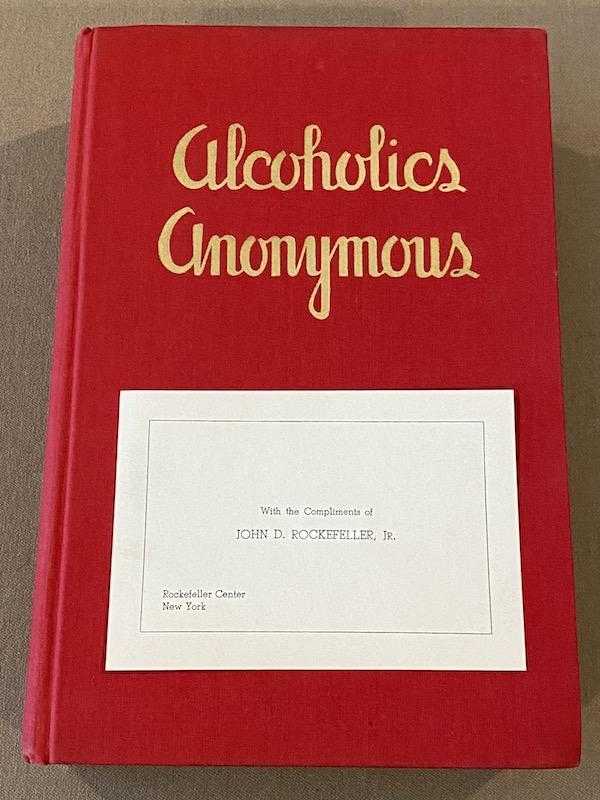 Alcoholics
Anonymous
With the Compliments of
JOHN D. ROCKEFELLER, JR.
Rockefeller Center
New York